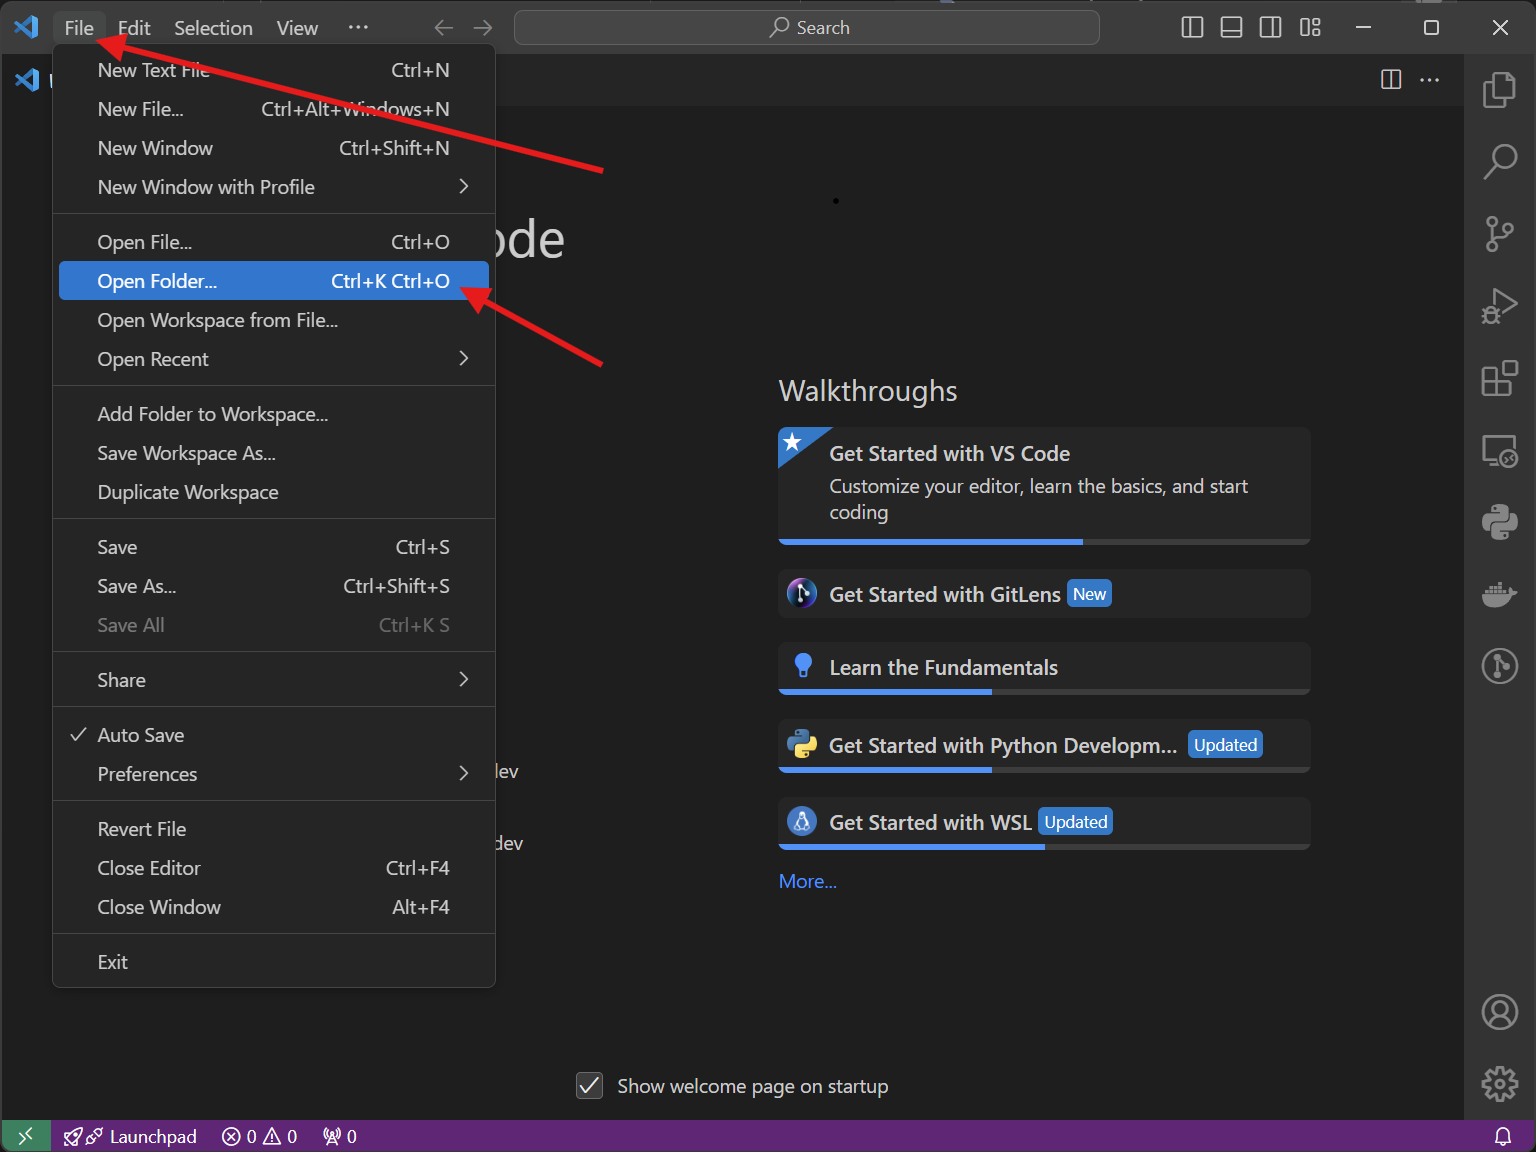 File Edit Selection View ··· Search
New Text File Ctrl+N
New File... Ctrl+Alt+Windows+N
New Window Ctrl+Shift+N
New Window with Profile
Open File... Ctrl+O
Open Folder... Ctrl+K Ctrl+O
Open Workspace from File...
Open Recent
Add Folder to Workspace...
Save Workspace As...
Duplicate Workspace
Save Ctrl+S
Save As... Ctrl+Shift+S
Save All Ctrl+K S
Share
Auto Save
Preferences
Revert File
Close Editor Ctrl+F4
Close Window Alt+F4
Exit
ode
dev
Walkthroughs
Get Started with VS Code
Customize your editor, learn the basics, and start
coding
Get Started with GitLens New
Learn the Fundamentals
Get Started with Python Developm... Updated
Get Started with WSL Updated
More...
Show welcome page on startup
Launchpad 0 0 0